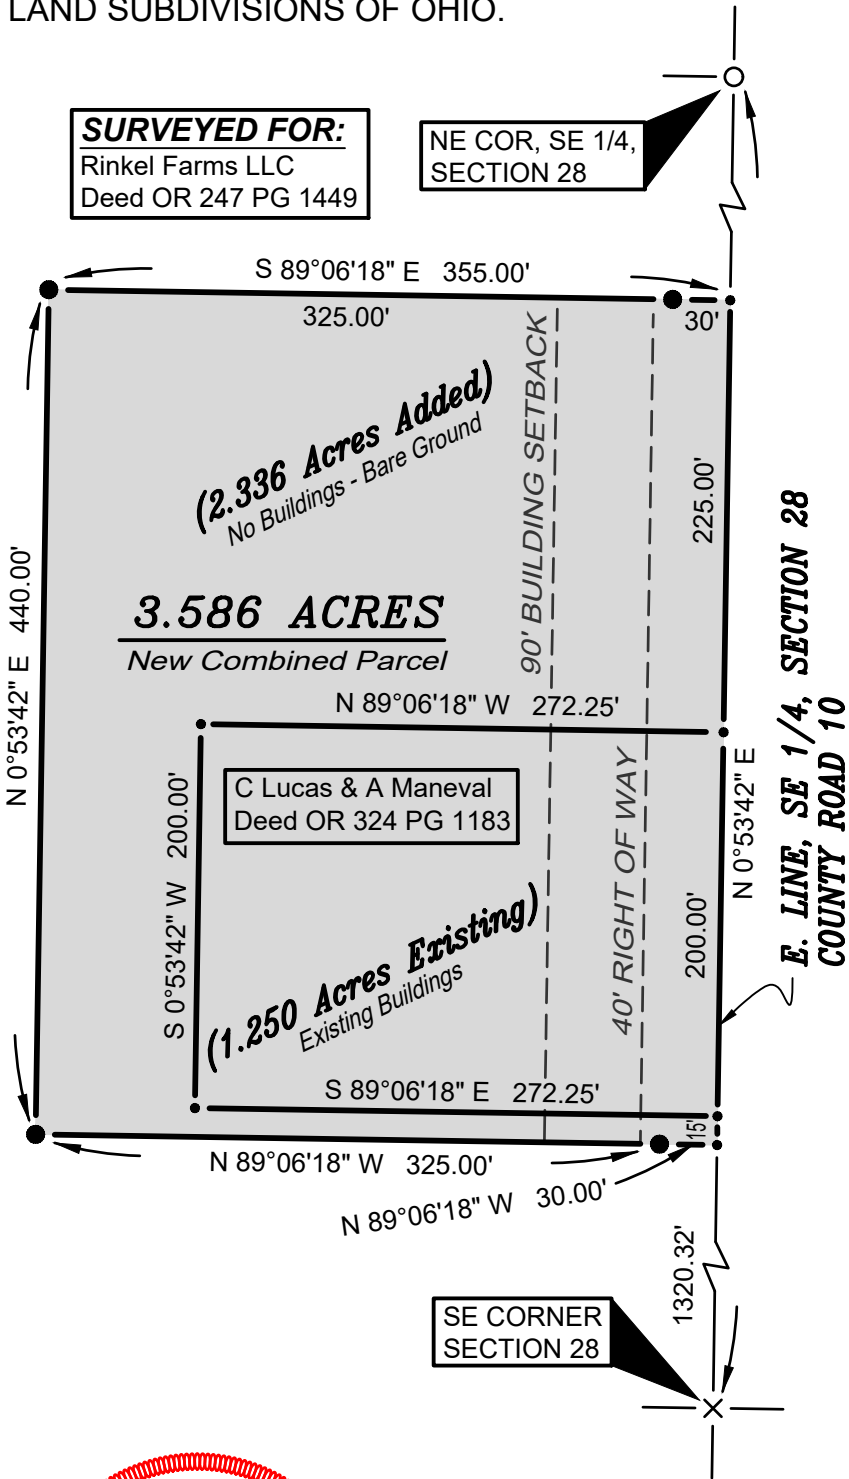 LAND SUBDIVISIONS OF OHIO.
SURVEYED FOR:
Rinkel Farms LLC
Deed OR 247 PG 1449
NE COR, SE 1/4,
SECTION 28
S 89°06'18" E 355.00'
325.00'
30'
(2.336 Acres Added)
No Buildings - Bare Ground
90' BUILDING SETBACK
225.00'
N 0°53'42" E 440.00'
3.586 ACRES
New Combined Parcel
E. LINE, SE 1/4, SECTION 28
COUNTY ROAD 10
N 89°06'18" W 272.25'
C Lucas & A Maneval
Deed OR 324 PG 1183
S 0°53'42" W 200.00'
40' RIGHT OF WAY
N 0°53'42" E
200.00'
(1.250 Acres Existing)
Existing Buildings
S 89°06'18" E 272.25'
15'
N 89°06'18" W 325.00'
N 89°06'18" W 30.00'
1320.32'
SE CORNER
SECTION 28